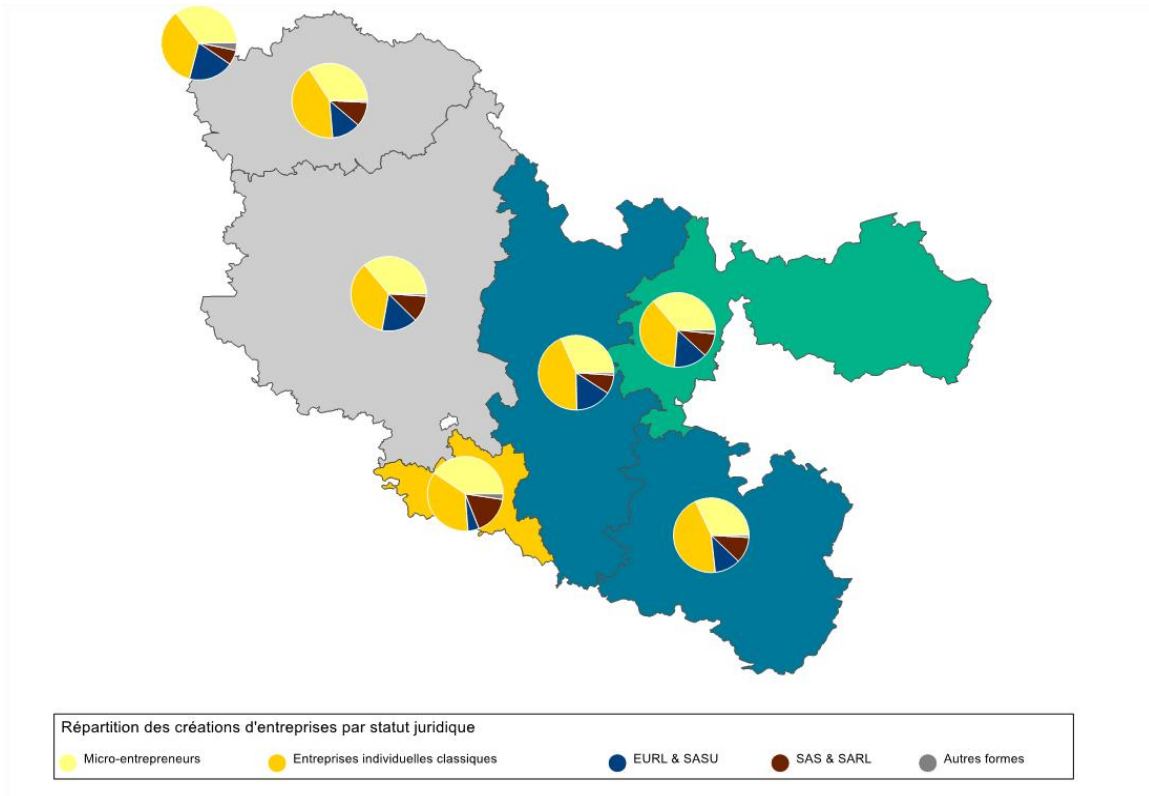 Répartition des créations d'entreprises par statut juridique
Micro-entrepreneurs Entreprises individuelles classiques EURL & SASU SAS & SARL Autres formes